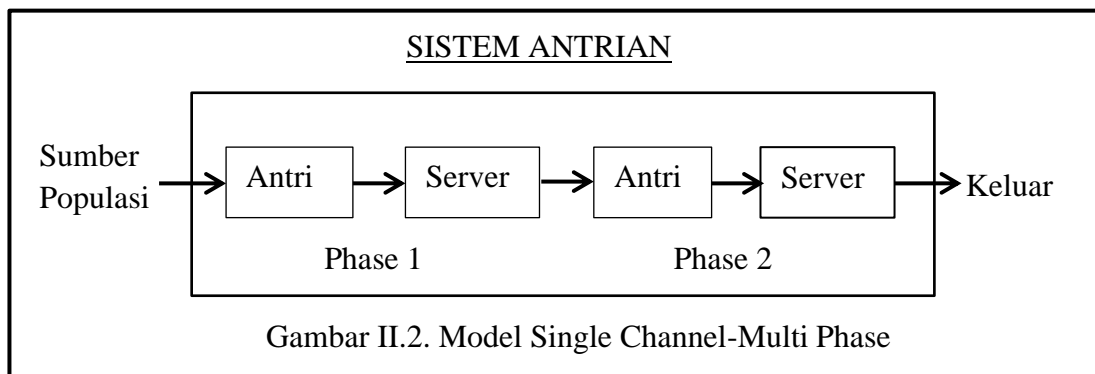 SISTEM ANTRIAN
Sumber
Populasi
Antri
Server
Antri
Server
Keluar
Phase 1
Phase 2
Gambar II.2. Model Single Channel-Multi Phase